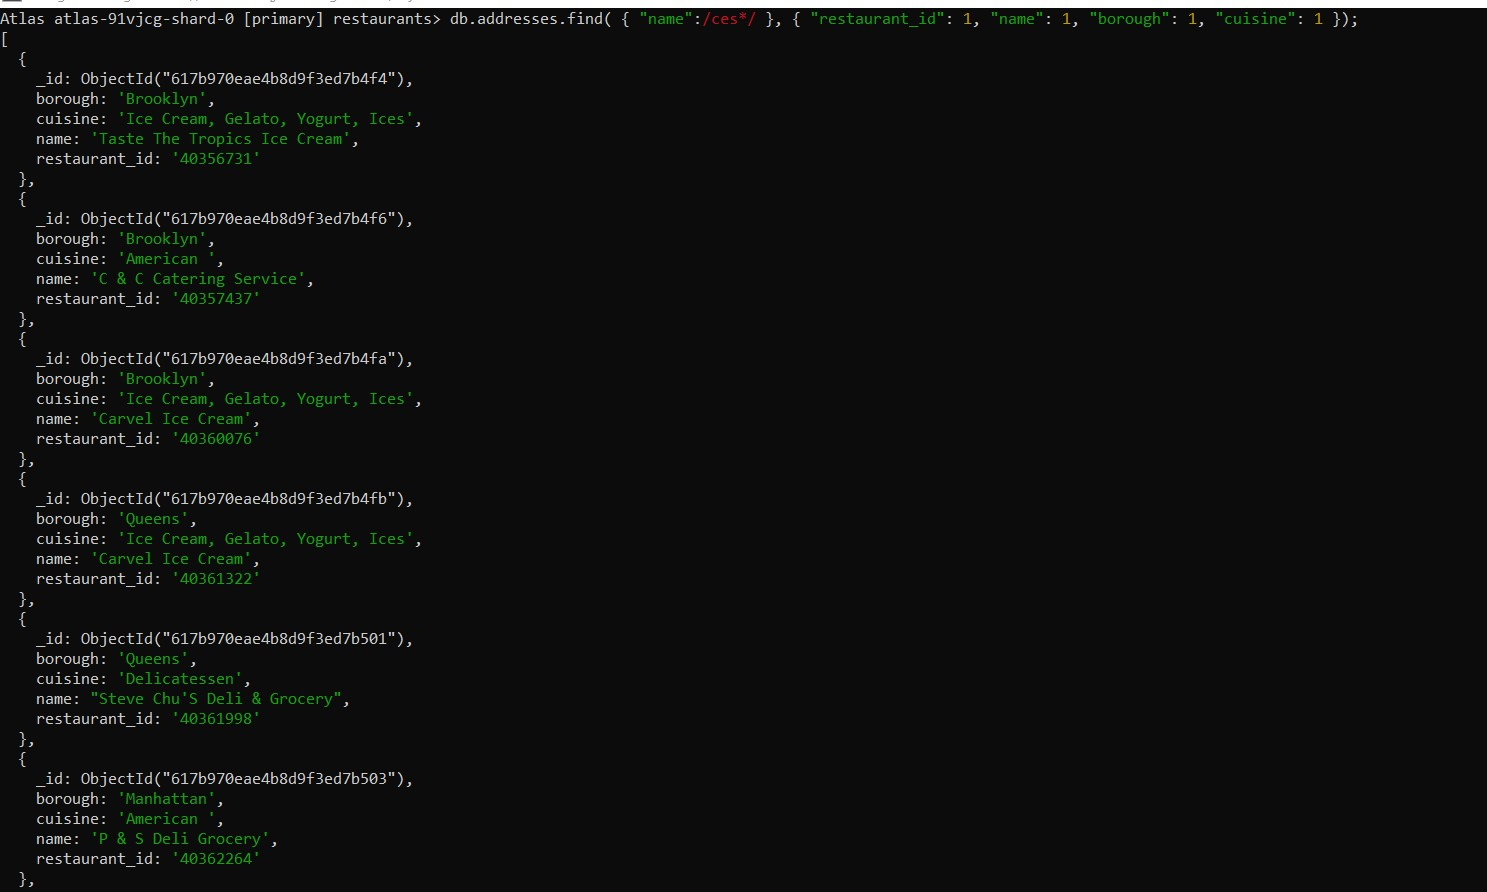 Atlas atlas-91vjcg-shard-0 [primary] restaurants> db.addresses.find( { "name":/ces*/ }, { "restaurant_id": 1, "name": 1, "borough": 1, "cuisine": 1 });
[
  {
    _id: ObjectId("617b970eae4b8d9f3ed7b4f4"),
    borough: 'Brooklyn',
    cuisine: 'Ice Cream, Gelato, Yogurt, Ices',
    name: 'Taste The Tropics Ice Cream',
    restaurant_id: '40356731'
  },
  {
    _id: ObjectId("617b970eae4b8d9f3ed7b4f6"),
    borough: 'Brooklyn',
    cuisine: 'American ',
    name: 'C & C Catering Service',
    restaurant_id: '40357437'
  },
  {
    _id: ObjectId("617b970eae4b8d9f3ed7b4fa"),
    borough: 'Brooklyn',
    cuisine: 'Ice Cream, Gelato, Yogurt, Ices',
    name: 'Carvel Ice Cream',
    restaurant_id: '40360076'
  },
  {
    _id: ObjectId("617b970eae4b8d9f3ed7b4fb"),
    borough: 'Queens',
    cuisine: 'Ice Cream, Gelato, Yogurt, Ices',
    name: 'Carvel Ice Cream',
    restaurant_id: '40361322'
  },
  {
    _id: ObjectId("617b970eae4b8d9f3ed7b501"),
    borough: 'Queens',
    cuisine: 'Delicatessen',
    name: "Steve Chu'S Deli & Grocery",
    restaurant_id: '40361998'
  },
  {
    _id: ObjectId("617b970eae4b8d9f3ed7b503"),
    borough: 'Manhattan',
    cuisine: 'American ',
    name: 'P & S Deli Grocery',
    restaurant_id: '40362264'
  },